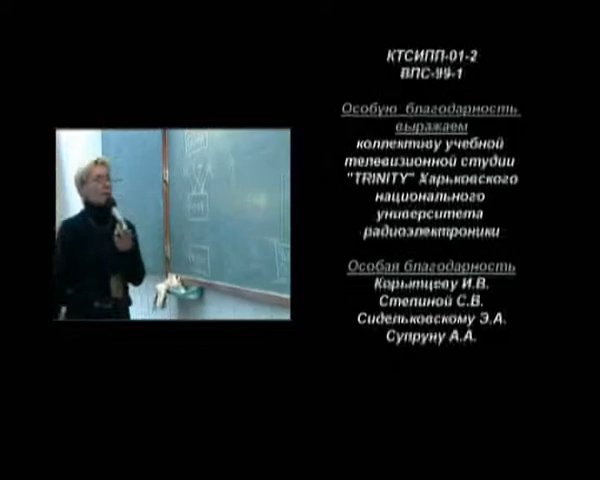 КТСИПП-01-2
ВПС-99-1
Особую благодарность
выражаем
коллективу учебной
телевизионной студии
"TRINITY" Харьковского
национального
университета
радиоэлектроники
Особая благодарность
Корытцеву И.В.
Степиной С.В.
Сидельковскому Э.А.
Супруну А.А.